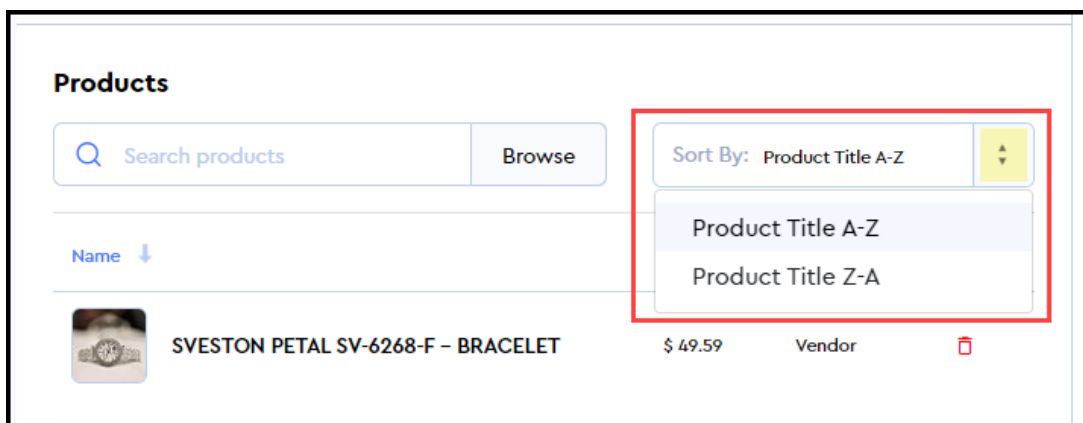 Products
Search products
Browse
Sort By: Product Title A-Z
Product Title A-Z
Product Title Z-A
Name
SVESTON PETAL SV-6268-F – BRACELET
$ 49.59
Vendor